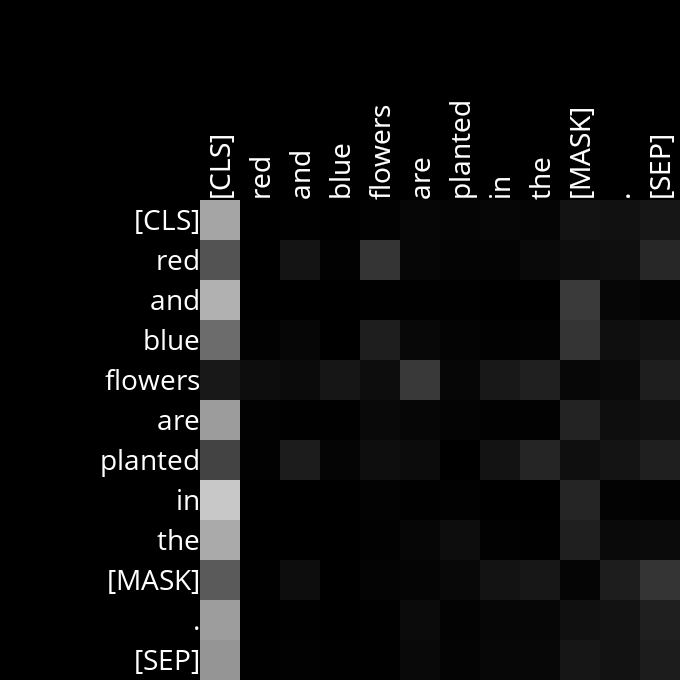 [CLS] red and blue flowers are planted in the [MASK] . [SEP]
[CLS]
red
and
blue
flowers
are
planted
in
the
[MASK]
.
[SEP]